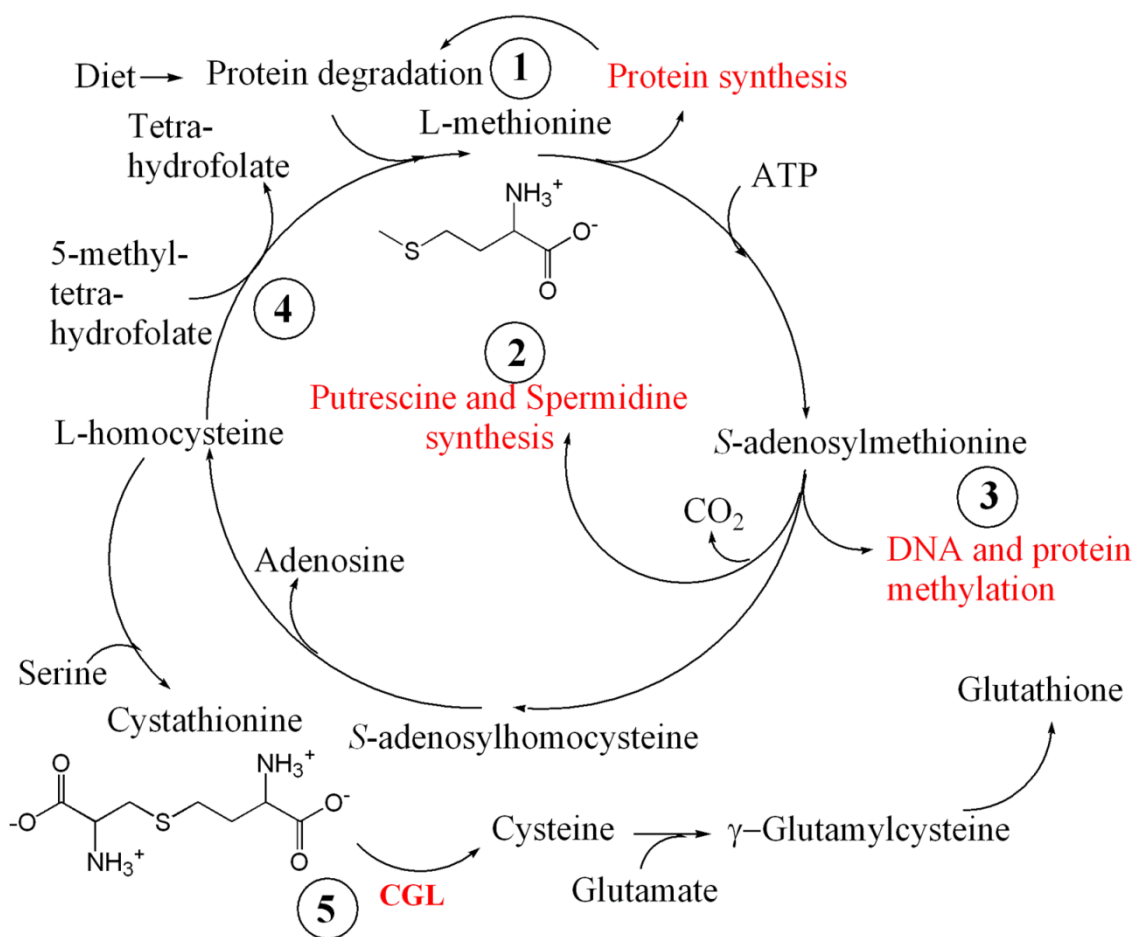 Diet
Protein degradation
1
Protein synthesis
L-methionine
Tetra-
hydrofolate
ATP
NH3+
S
O-
O
5-methyl-
tetra-
hydrofolate
4
2
Putrescine and Spermidine
synthesis
L-homocysteine
S-adenosylmethionine
3
CO2
DNA and protein
methylation
Adenosine
Serine
Cystathionine
S-adenosylhomocysteine
Glutathione
O
NH3+
-O
S
O-
NH3+
O
Cysteine
γ-Glutamylcysteine
CGL
Glutamate
5